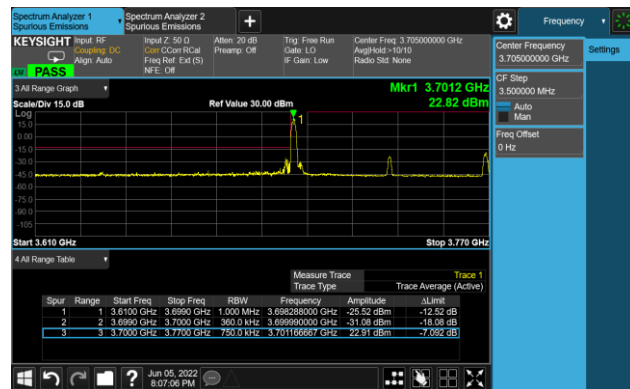 Spectrum Analyzer 1
Spurious Emissions
Spectrum Analyzer 2
Spurious Emissions
+
Frequency
KEYSIGHT
Input: RF
Coupling: DC
Align: Auto
Input Z: 50 Ω
Corr CCorr RCal
Freq Ref: Ext (S)
NFE: Off
Atten: 20 dB
Preamp: Off
Trig: Free Run
Gate: LO
IF Gain: Low
Center Freq: 3.705000000 GHz
Avg|Hold:>10/10
Radio Std: None
PASS
Center Frequency
3.705000000 GHz
Settings
CF Step
3.500000 MHz
Auto
Man
Freq Offset
0 Hz
3 All Range Graph
Mkr1 3.7012 GHz
Scale/Div 15.0 dB
Ref Value 30.00 dBm
22.82 dBm
Log
1
15.0
0.00
-15.0
-30.0
-45.0
-60.0
-75.0
-90.0
-105
Start 3.610 GHz
Stop 3.770 GHz
4 All Range Table
Measure Trace Trace 1
Trace Type Trace Average (Active)
Spur Range Start Freq Stop Freq RBW Frequency Amplitude ΔLimit
1 1 3.6100 GHz 3.6990 GHz 1.000 MHz 3.698288000 GHz -25.52 dBm -12.52 dB
2 2 3.6990 GHz 3.7000 GHz 360.0 kHz 3.699990000 GHz -31.08 dBm -18.08 dB
3 3 3.7000 GHz 3.7700 GHz 750.0 kHz 3.701166667 GHz 22.91 dBm -7.092 dB
?
Jun 05, 2022
8:07:06 PM